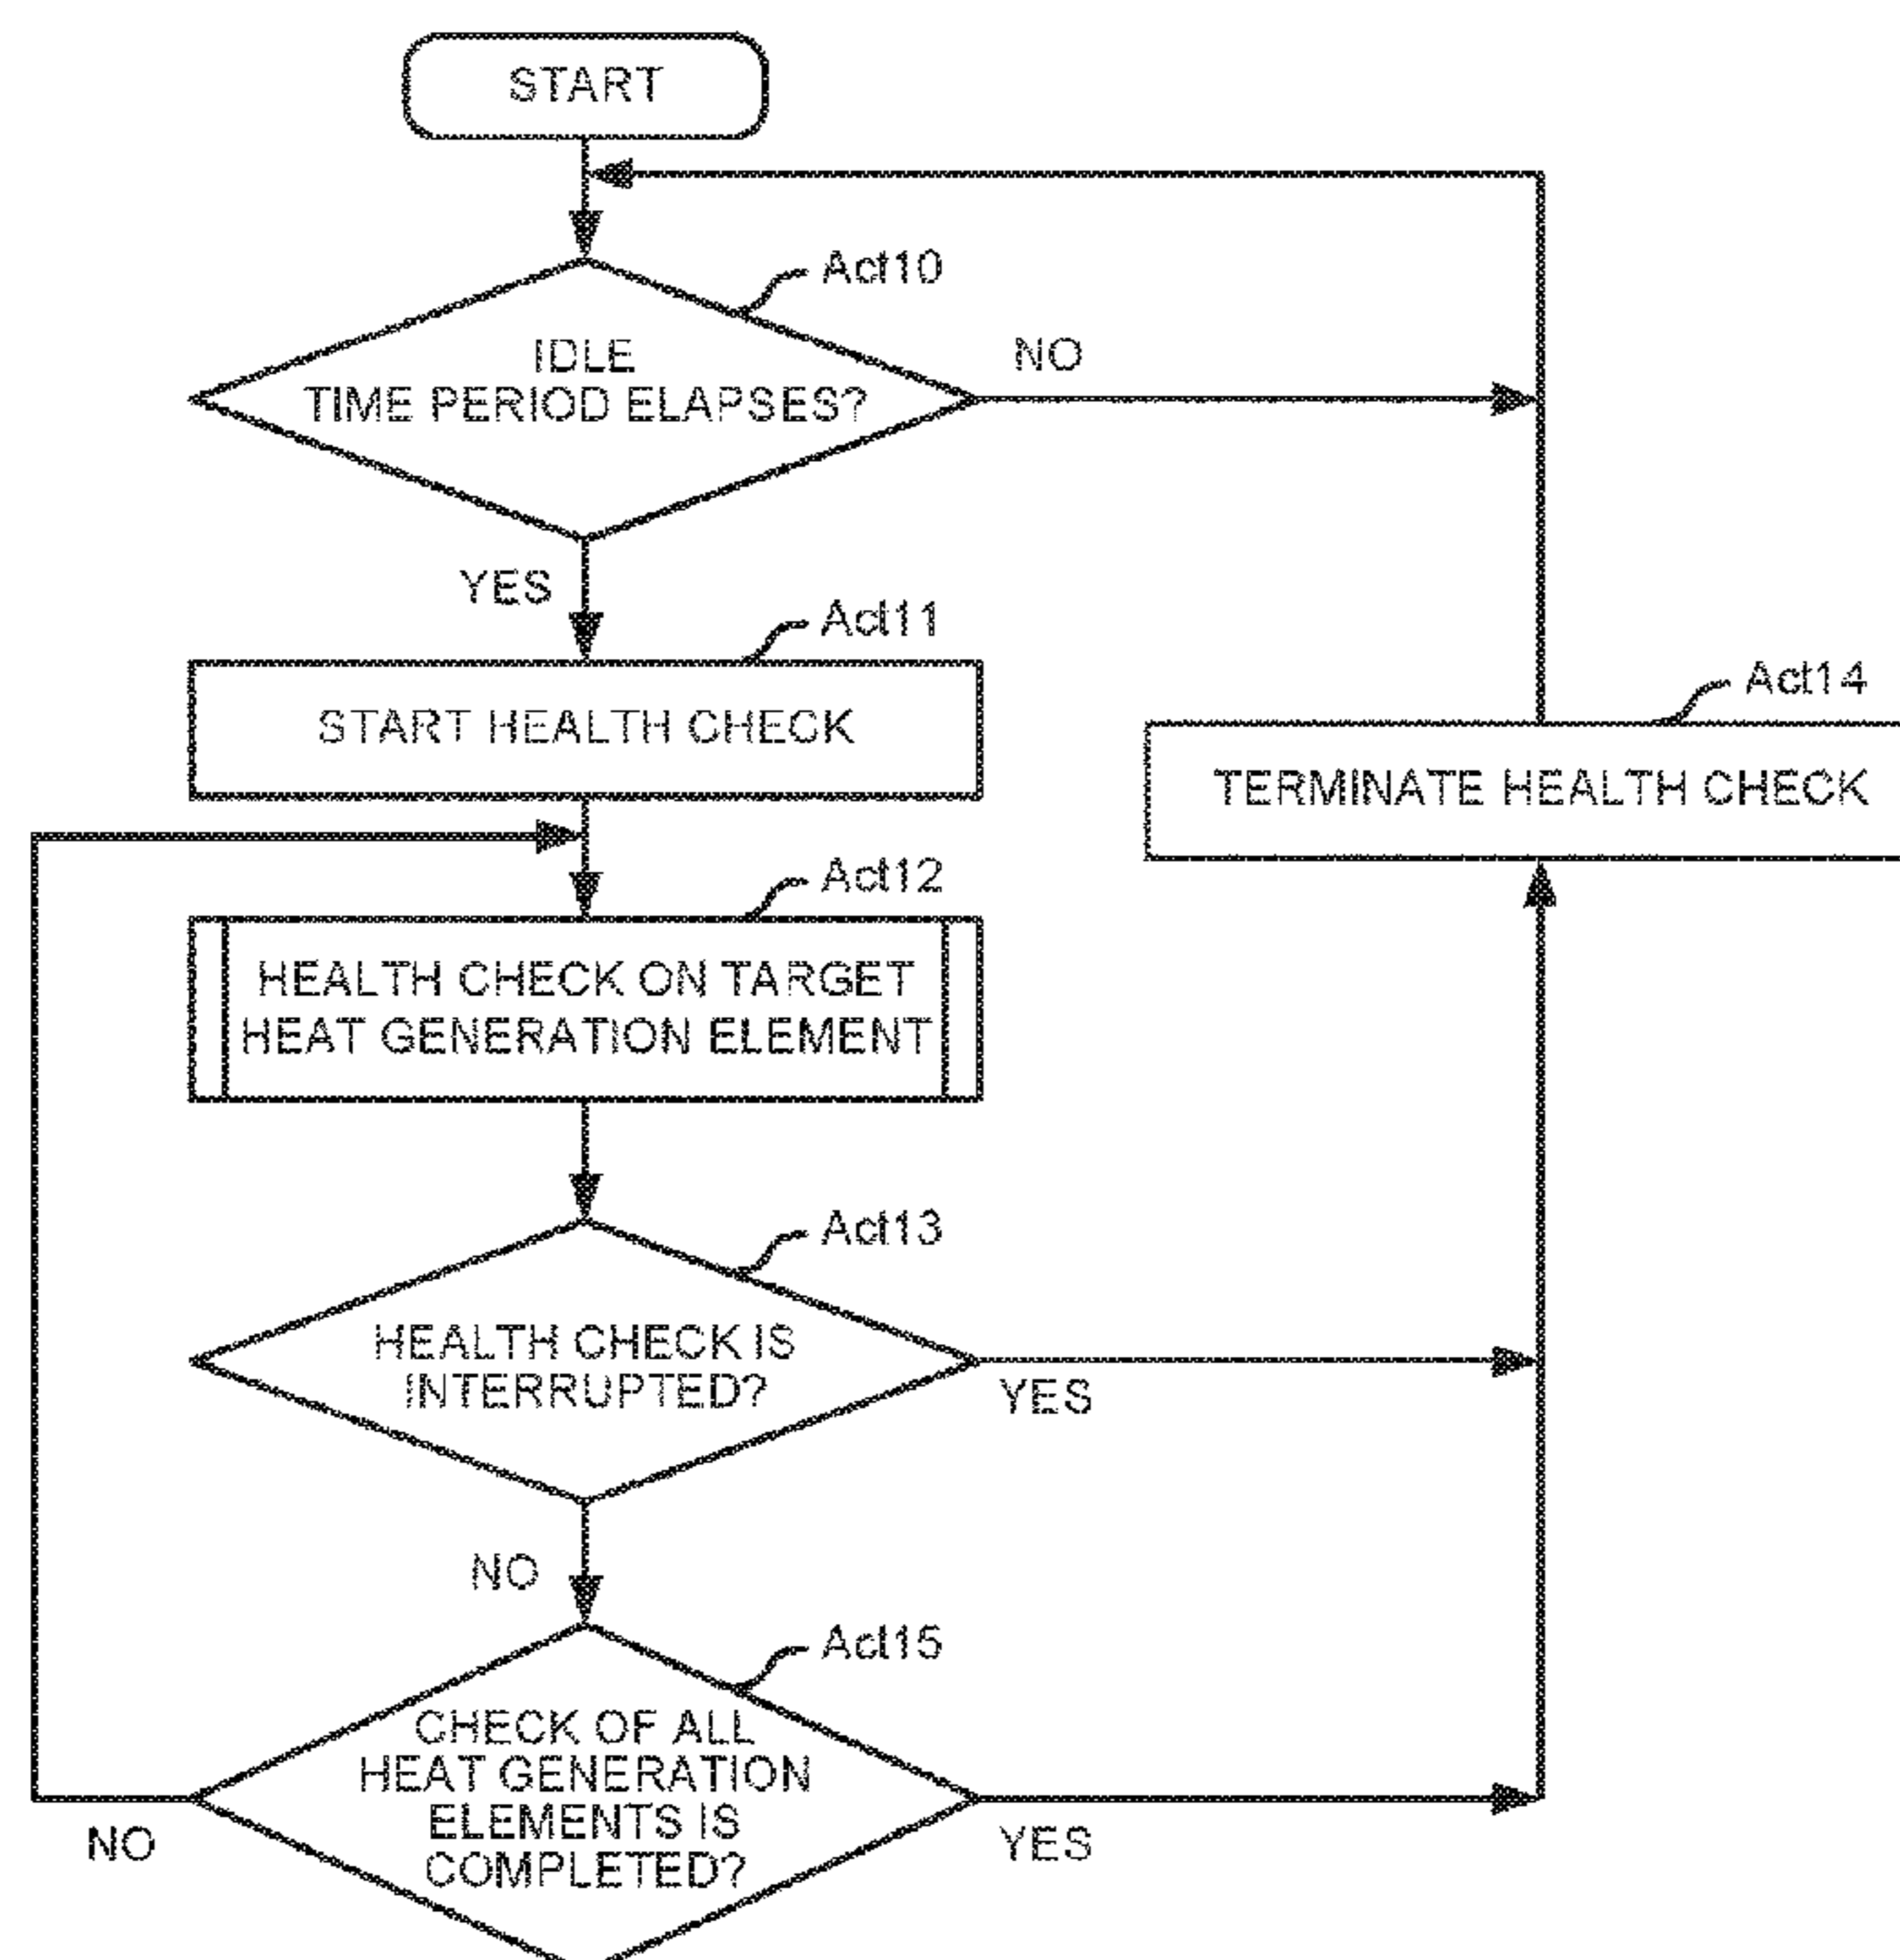 START
Act10
IDLE
TIME PERIOD ELAPSES?
NO
YES
Act11
START HEALTH CHECK
Act14
TERMINATE HEALTH CHECK
Act12
HEALTH CHECK ON TARGET
HEAT GENERATION ELEMENT
Act13
HEALTH CHECK IS
INTERRUPTED?
YES
NO
Act15
CHECK OF ALL
HEAT GENERATION
ELEMENTS IS
COMPLETED?
NO
YES